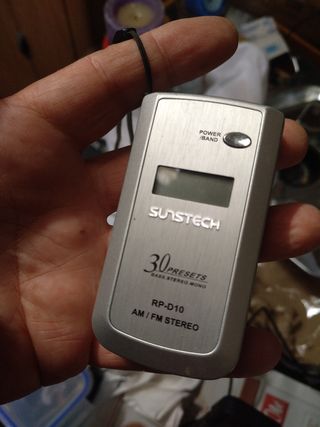 POWER
/BAND
SUNSTECH
30 PRESETS
BASS.STEREO.MONO
RP-D10
AM / FM STEREO